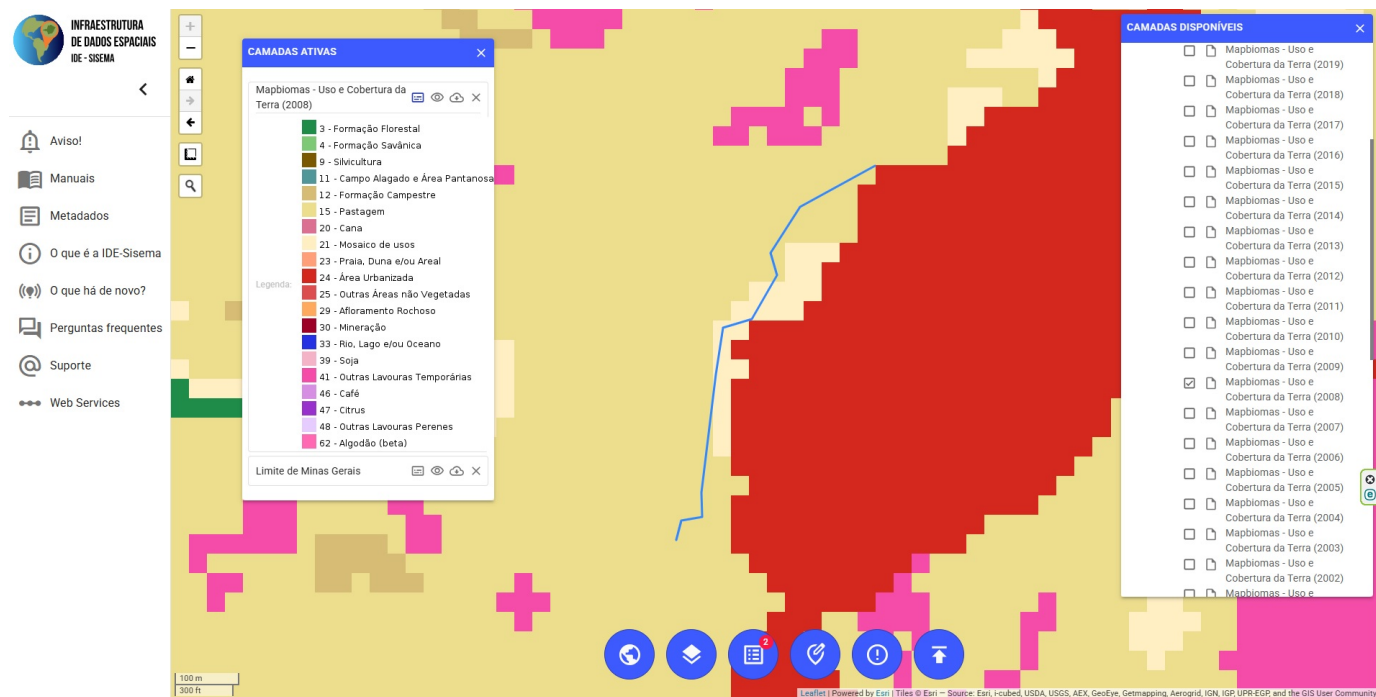 INFRAESTRUTURA
DE DADOS ESPACIAIS
IDE - SISEMA
Aviso!
Manuais
Metadados
O que é a IDE-Sisema
O que há de novo?
Perguntas frequentes
Suporte
Web Services
CAMADAS ATIVAS
Mapbiomas - Uso e Cobertura da
Terra (2008)
Legenda:
3 - Formação Florestal
4 - Formação Savânica
9 - Silvicultura
11 - Campo Alagado e Área Pantanosa
12 - Formação Campestre
15 - Pastagem
20 - Cana
21 - Mosaico de usos
23 - Praia, Duna e/ou Areal
24 - Área Urbanizada
25 - Outras Áreas não Vegetadas
29 - Afloramento Rochoso
30 - Mineração
33 - Rio, Lago e/ou Oceano
39 - Soja
41 - Outras Lavouras Temporárias
46 - Café
47 - Citrus
48 - Outras Lavouras Perenes
62 - Algodão (beta)
Limite de Minas Gerais
CAMADAS DISPONÍVEIS
Mapbiomas - Uso e
Cobertura da Terra (2019)
Mapbiomas - Uso e
Cobertura da Terra (2018)
Mapbiomas - Uso e
Cobertura da Terra (2017)
Mapbiomas - Uso e
Cobertura da Terra (2016)
Mapbiomas - Uso e
Cobertura da Terra (2015)
Mapbiomas - Uso e
Cobertura da Terra (2014)
Mapbiomas - Uso e
Cobertura da Terra (2013)
Mapbiomas - Uso e
Cobertura da Terra (2012)
Mapbiomas - Uso e
Cobertura da Terra (2011)
Mapbiomas - Uso e
Cobertura da Terra (2010)
Mapbiomas - Uso e
Cobertura da Terra (2009)
Mapbiomas - Uso e
Cobertura da Terra (2008)
Mapbiomas - Uso e
Cobertura da Terra (2007)
Mapbiomas - Uso e
Cobertura da Terra (2006)
Mapbiomas - Uso e
Cobertura da Terra (2005)
Mapbiomas - Uso e
Cobertura da Terra (2004)
Mapbiomas - Uso e
Cobertura da Terra (2003)
Mapbiomas - Uso e
Cobertura da Terra (2002)
Mapbiomas - Uso e
2
100 m
300 ft
Leaflet | Powered by Esri | Tiles © Esri — Source: Esri, i-cubed, USDA, USGS, AEX, GeoEye, Getmapping, Aerogrid, IGN, IGP, UPR-EGP, and the GIS User Community